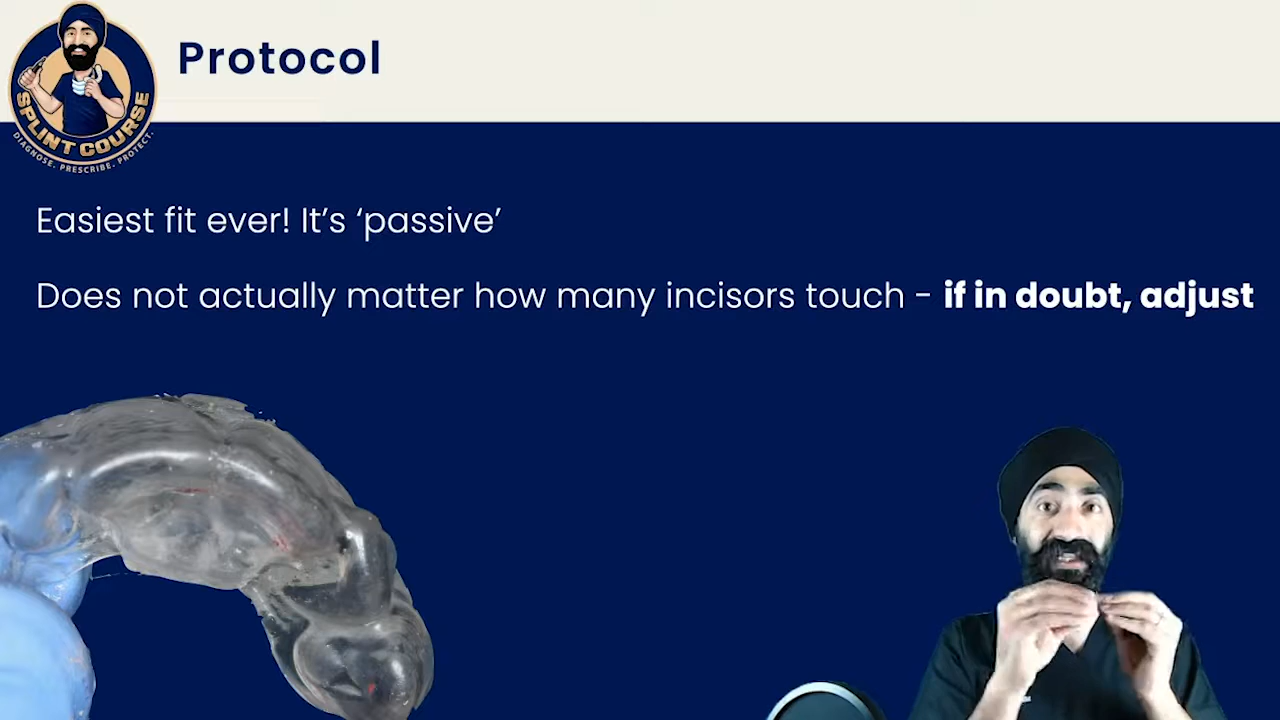 SPLINT COURSE
DIAGNOSE. PRESCRIBE. PROTECT.
Protocol
Easiest fit ever! It's ‘passive’
Does not actually matter how many incisors touch - if in doubt, adjust